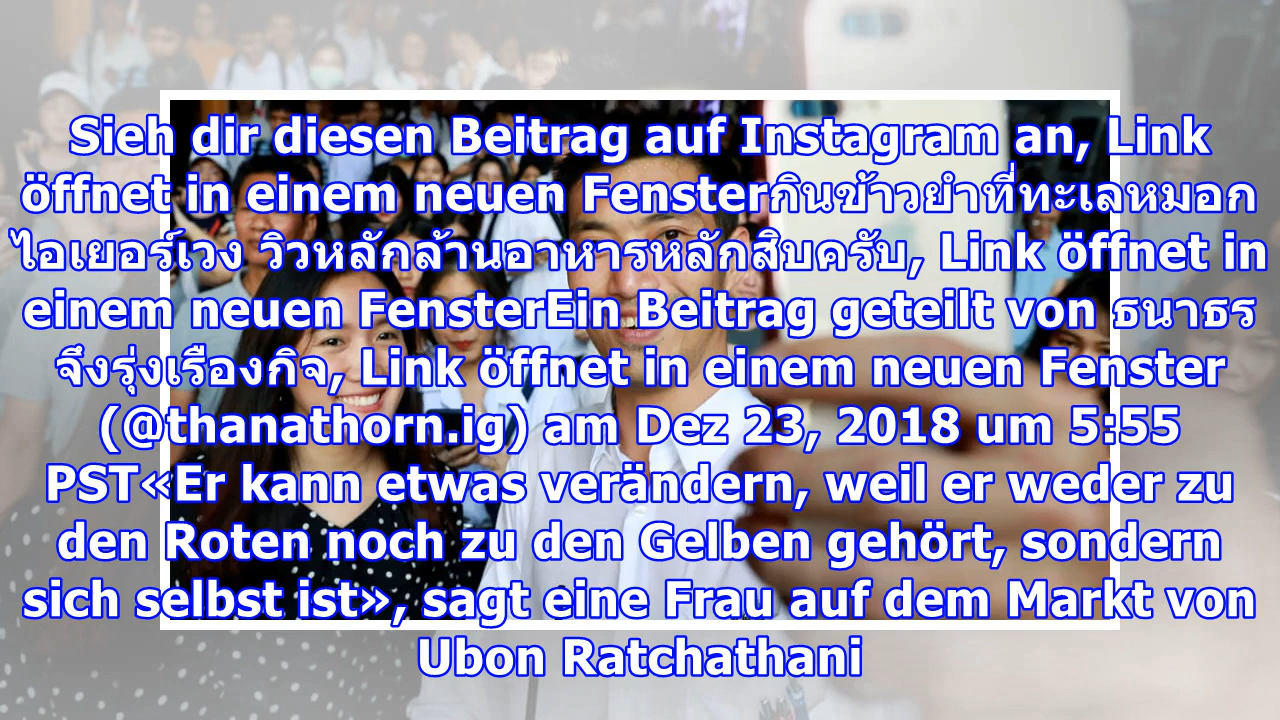 Sieh dir diesen Beitrag auf Instagram an, Link
öffnet in einem neuen Fensterกินข้าวยำที่ทะเลหมอก
ไอเยอร์เวง วิวหลักล้านอาหารหลักสิบครับ, Link öffnet in
einem neuen FensterEin Beitrag geteilt von ธนาธร
จึงรุ่งเรืองกิจ, Link öffnet in einem neuen Fenster
(@thanathorn.ig) am Dez 23, 2018 um 5:55
PST«Er kann etwas verändern, weil er weder zu
den Roten noch zu den Gelben gehört, sondern
sich selbst ist», sagt eine Frau auf dem Markt von
Ubon Ratchathani